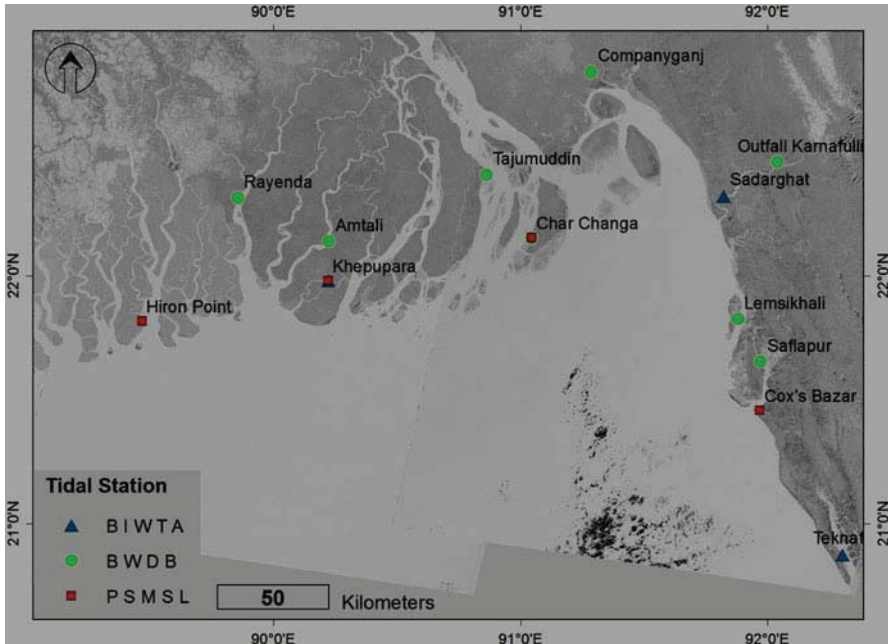 90°0'E 91°0'E 92°0'E
Companyganj
Outfall Karnafulli
Tajumuddin
Sadarghat
Rayenda
Amtali
Char Changa
Khepupara
22°0'N 22°0'N
Hiron Point
Lemsikhali
Saflapur
Cox's Bazar
Tidal Station
BIWTA
21°0'N 21°0'N
Teknaf
BWDB
PSMSL
50 Kilometers
90°0'E 91°0'E 92°0'E